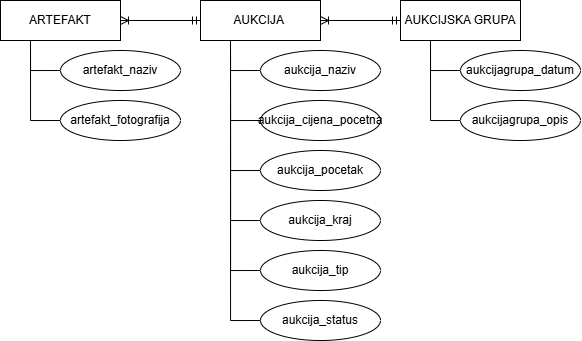 ARTEFAKT
AUKCIJA
AUKCIJSKA GRUPA
artefakt_naziv
aukcija_naziv
aukcijagrupa_datum
artefakt_fotografija
aukcija_cijena_pocetna
aukcijagrupa_opis
aukcija_pocetak
aukcija_kraj
aukcija_tip
aukcija_status